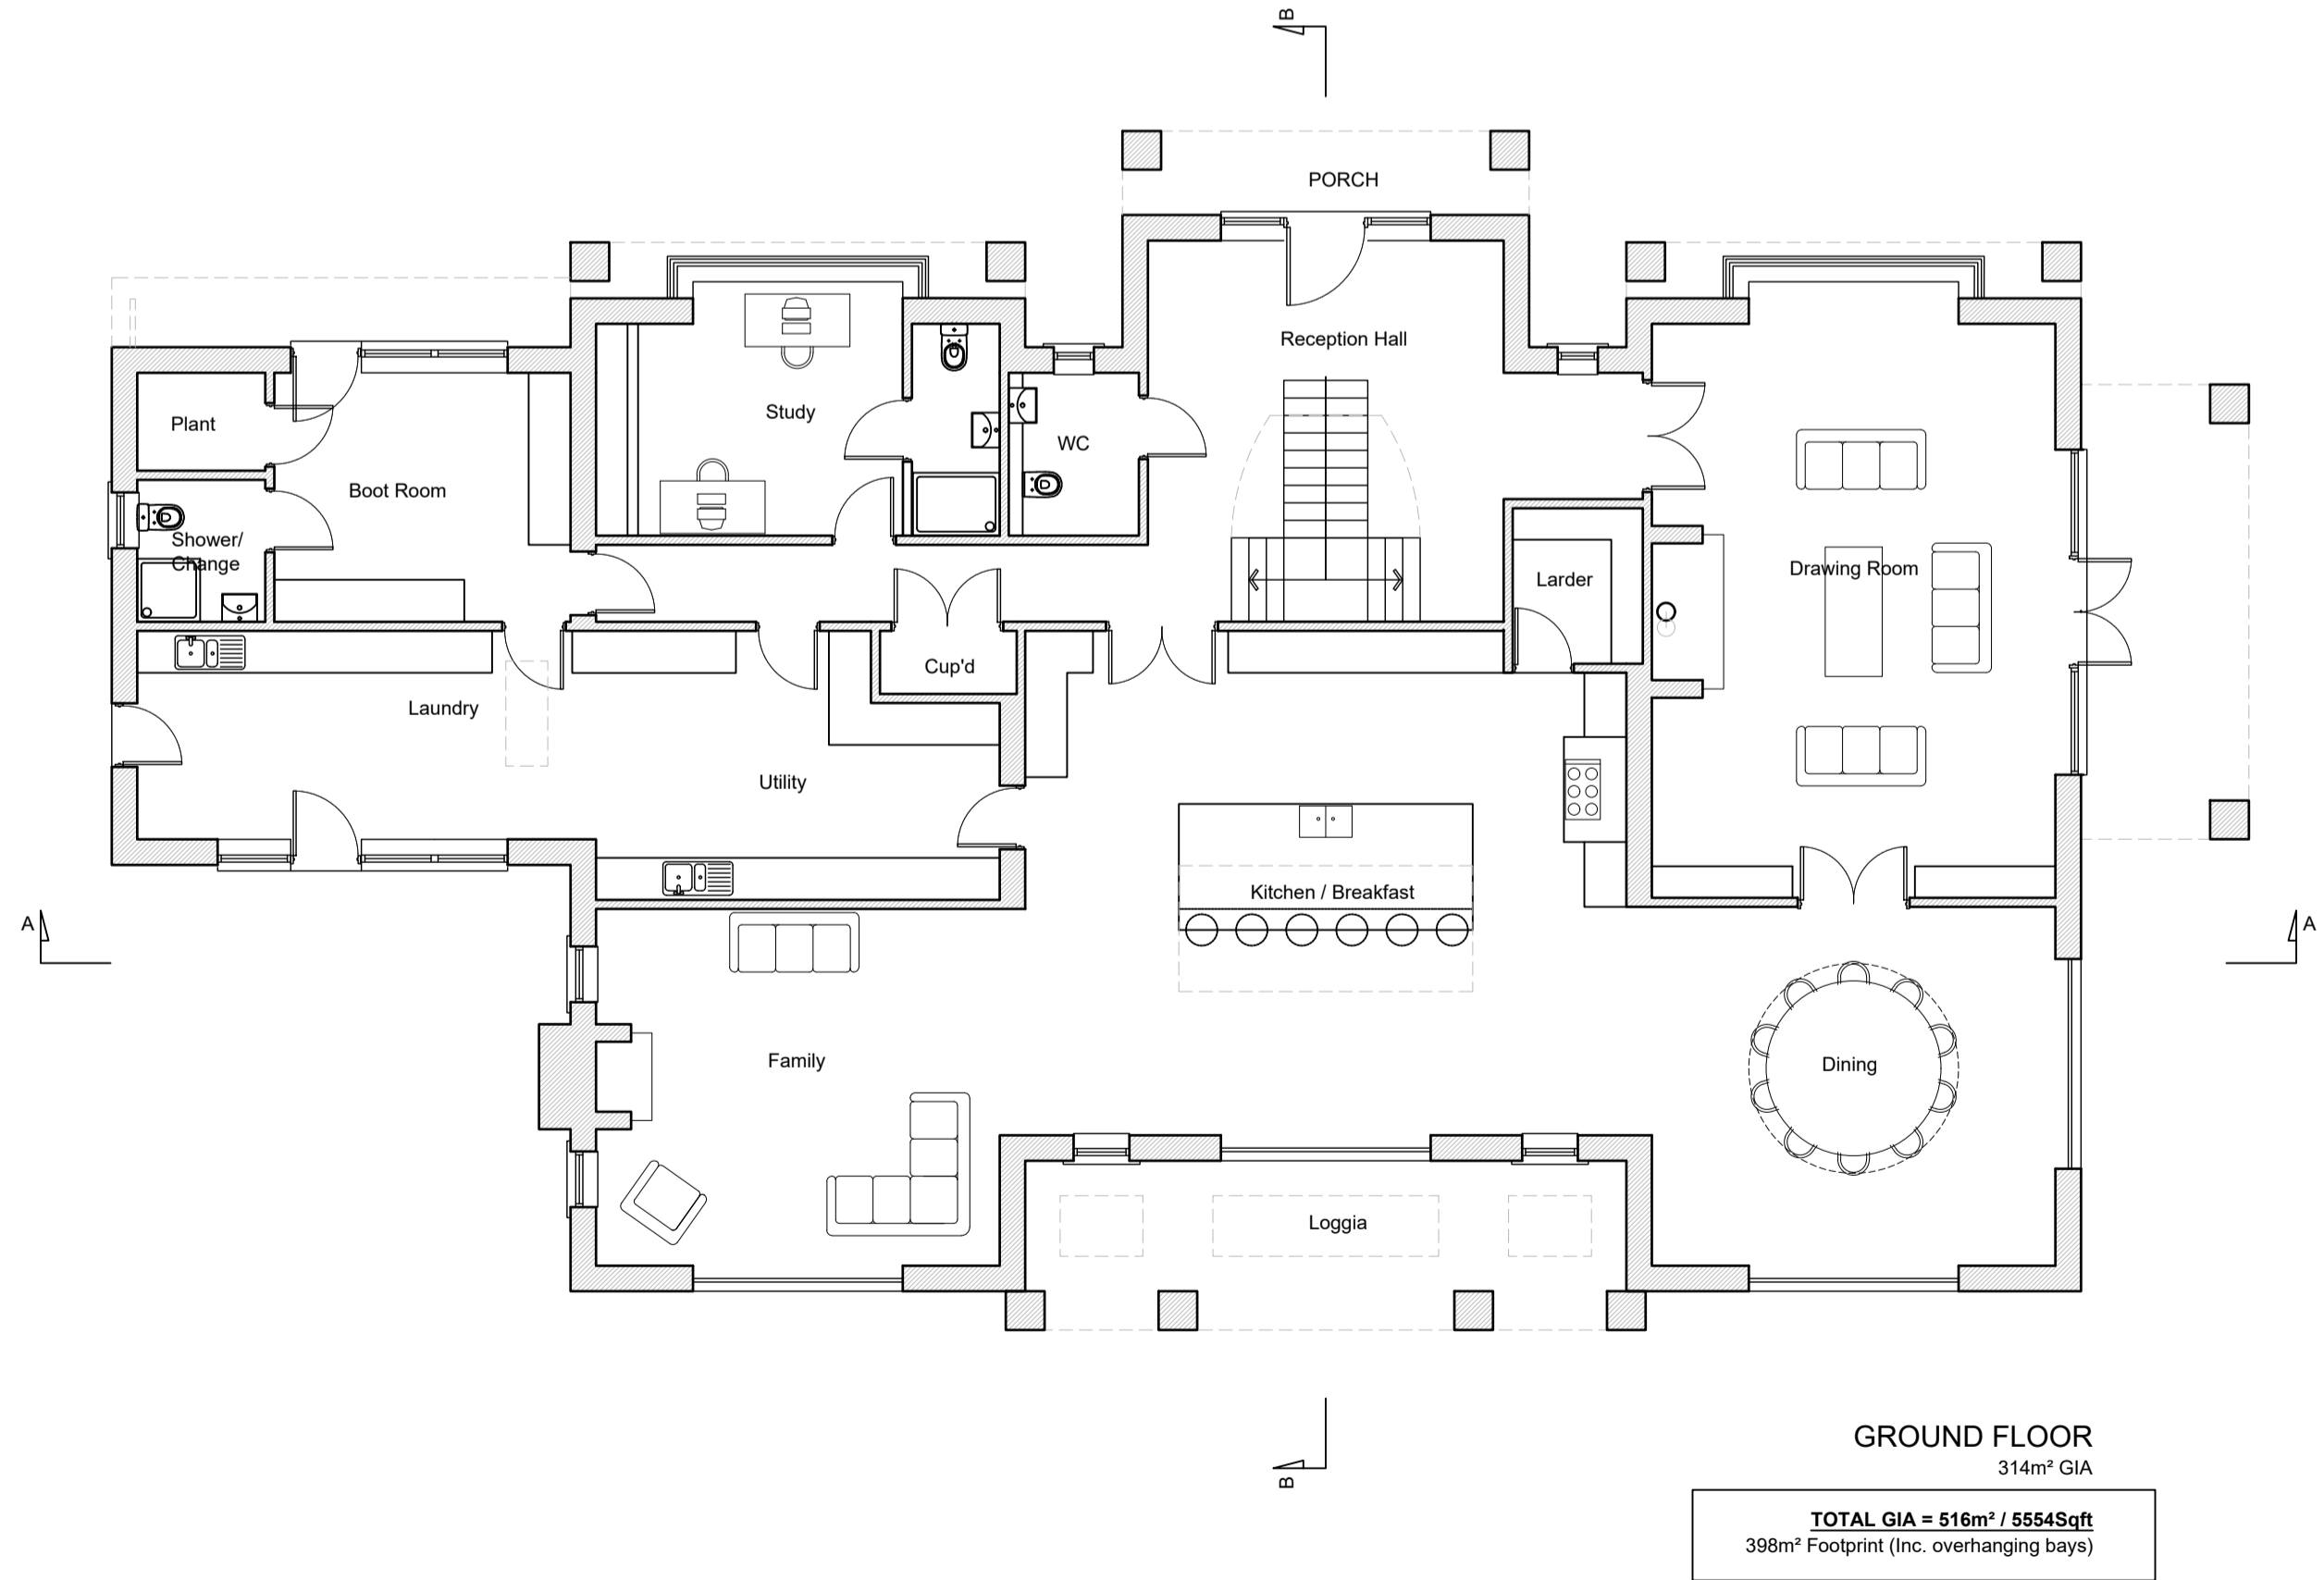 B
PORCH
Reception Hall
Study
Plant
WC
Boot Room
Shower/
Change
Drawing Room
Larder
Cup'd
Laundry
Utility
Kitchen / Breakfast
A
A
Family
Dining
Loggia
B
GROUND FLOOR
314m² GIA
TOTAL GIA = 516m² / 5554Sqft
398m² Footprint (Inc. overhanging bays)